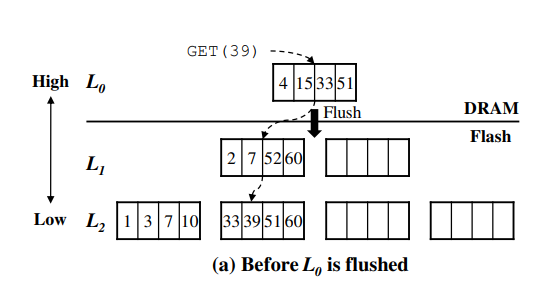 GET(39)
High L0 4 15 33 51
Flush DRAM
Flash
L1 2 7 52 60
Low L2 1 3 7 10 33 39 51 60
(a) Before L0 is flushed